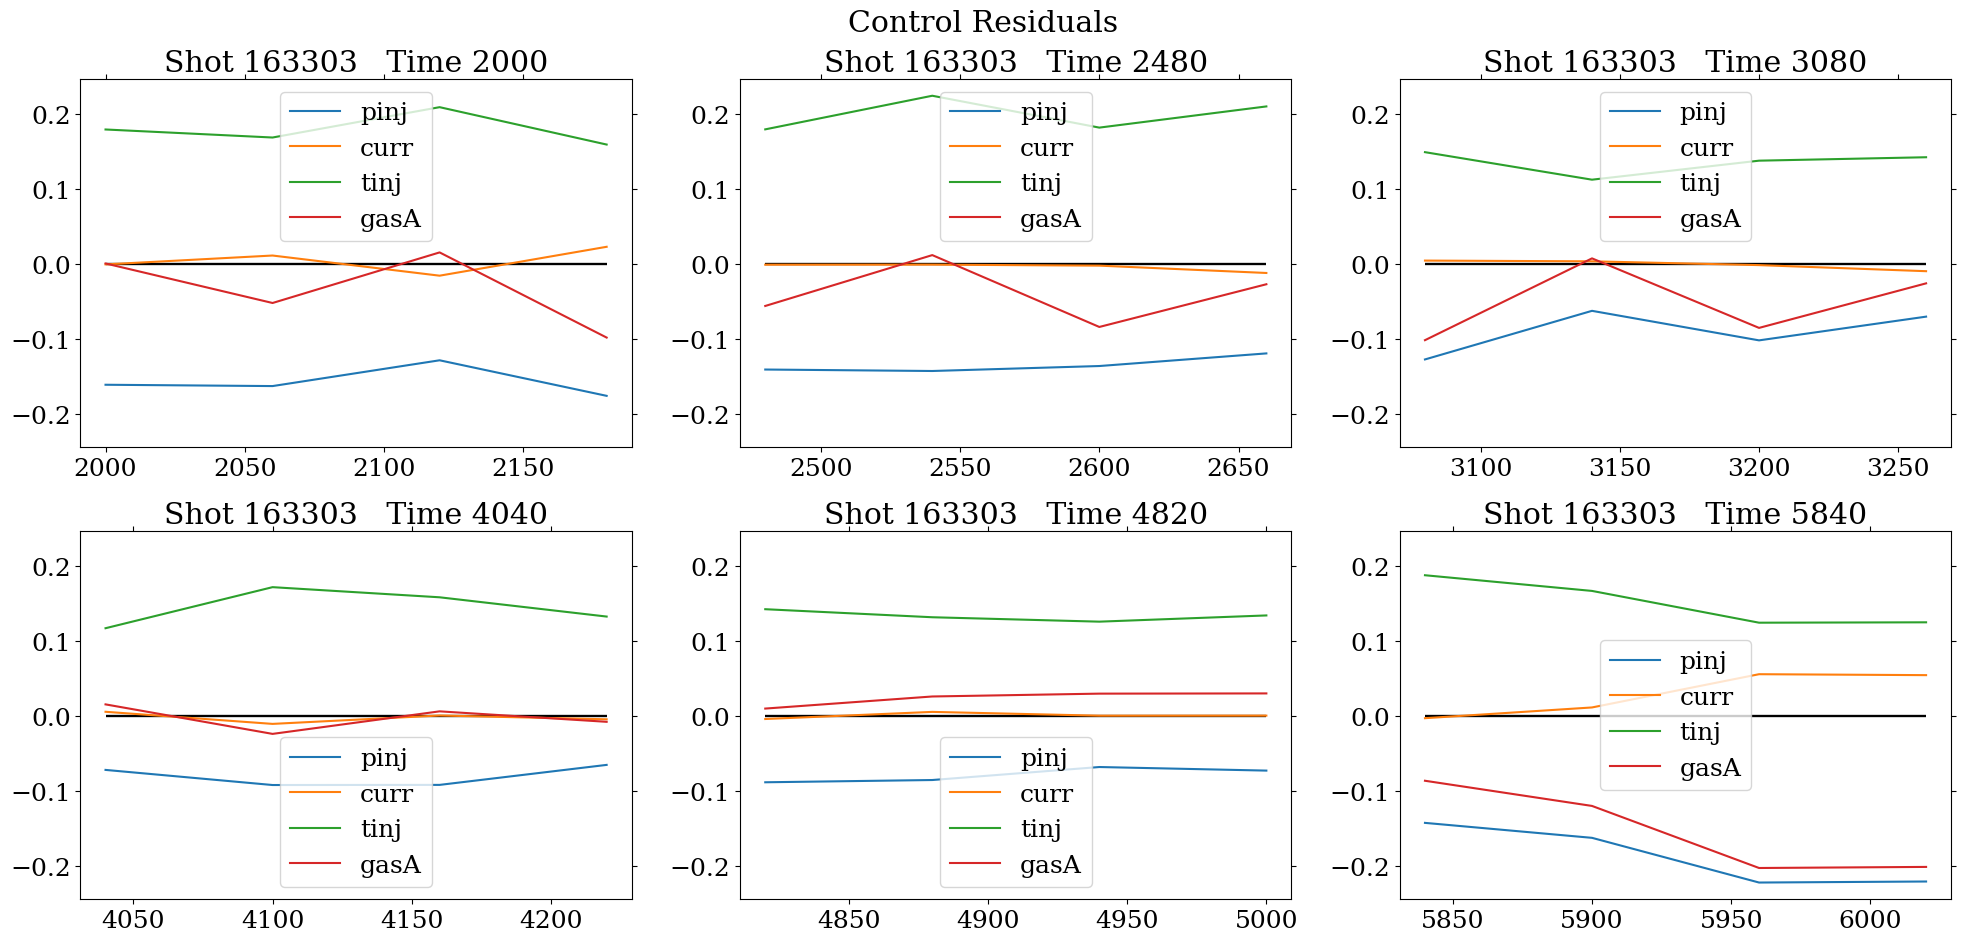 Control Residuals
Shot 163303   Time 2000
Shot 163303   Time 2480
Shot 163303   Time 3080
0.2
0.1
0.0
−0.1
−0.2
pinj
curr
tinj
gasA
2000
2050
2100
2150
0.2
0.1
0.0
−0.1
−0.2
pinj
curr
tinj
gasA
2500
2550
2600
2650
0.2
0.1
0.0
−0.1
−0.2
pinj
curr
tinj
gasA
3100
3150
3200
3250
Shot 163303   Time 4040
Shot 163303   Time 4820
Shot 163303   Time 5840
0.2
0.1
0.0
−0.1
−0.2
pinj
curr
tinj
gasA
4050
4100
4150
4200
0.2
0.1
0.0
−0.1
−0.2
pinj
curr
tinj
gasA
4850
4900
4950
5000
0.2
0.1
0.0
−0.1
−0.2
pinj
curr
tinj
gasA
5850
5900
5950
6000